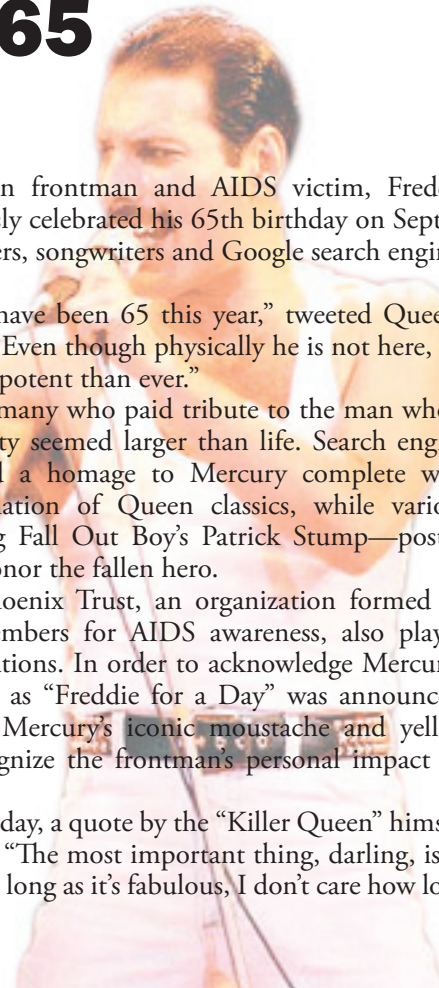 65
n frontman and AIDS victim, Fred
sly celebrated his 65th birthday on Sept
ers, songwriters and Google search engin
have been 65 this year,” tweeted Quee
Even though physically he is not here,
potent than ever.”
many who paid tribute to the man who
ty seemed larger than life. Search eng
d a homage to Mercury complete w
lation of Queen classics, while vario
g Fall Out Boy’s Patrick Stump—post
onor the fallen hero.
hoenix Trust, an organization formed
embers for AIDS awareness, also play
tions. In order to acknowledge Mercur
as “Freddie for a Day” was announc
Mercury’s iconic moustache and yell
gnize the frontman’s personal impact
day, a quote by the “Killer Queen” hims
“The most important thing, darling, is
long as it’s fabulous, I don’t care how lo